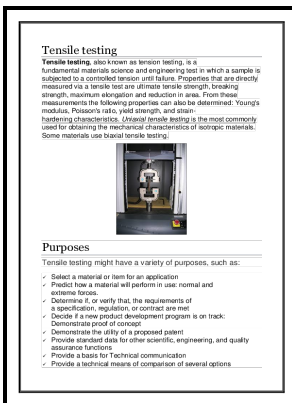 Tensile testing
Tensile testing, also known as tension testing, is a
fundamental materials science and engineering test in which a sample is
subjected to a controlled tension until failure. Properties that are directly
measured via a tensile test are ultimate tensile strength, breaking
strength, maximum elongation and reduction in area. From these
measurements the following properties can also be determined: Young's
modulus, Poisson's ratio, yield strength, and strain-
hardening characteristics. Uniaxial tensile testing is the most commonly
used for obtaining the mechanical characteristics of isotropic materials.
Some materials use biaxial tensile testing.
Purposes
Tensile testing might have a variety of purposes, such as:
✓ Select a material or item for an application
✓ Predict how a material will perform in use: normal and
extreme forces.
✓ Determine if, or verify that, the requirements of
a specification, regulation, or contract are met
✓ Decide if a new product development program is on track:
Demonstrate proof of concept
✓ Demonstrate the utility of a proposed patent
✓ Provide standard data for other scientific, engineering, and quality
assurance functions
✓ Provide a basis for Technical communication
✓ Provide a technical means of comparison of several options